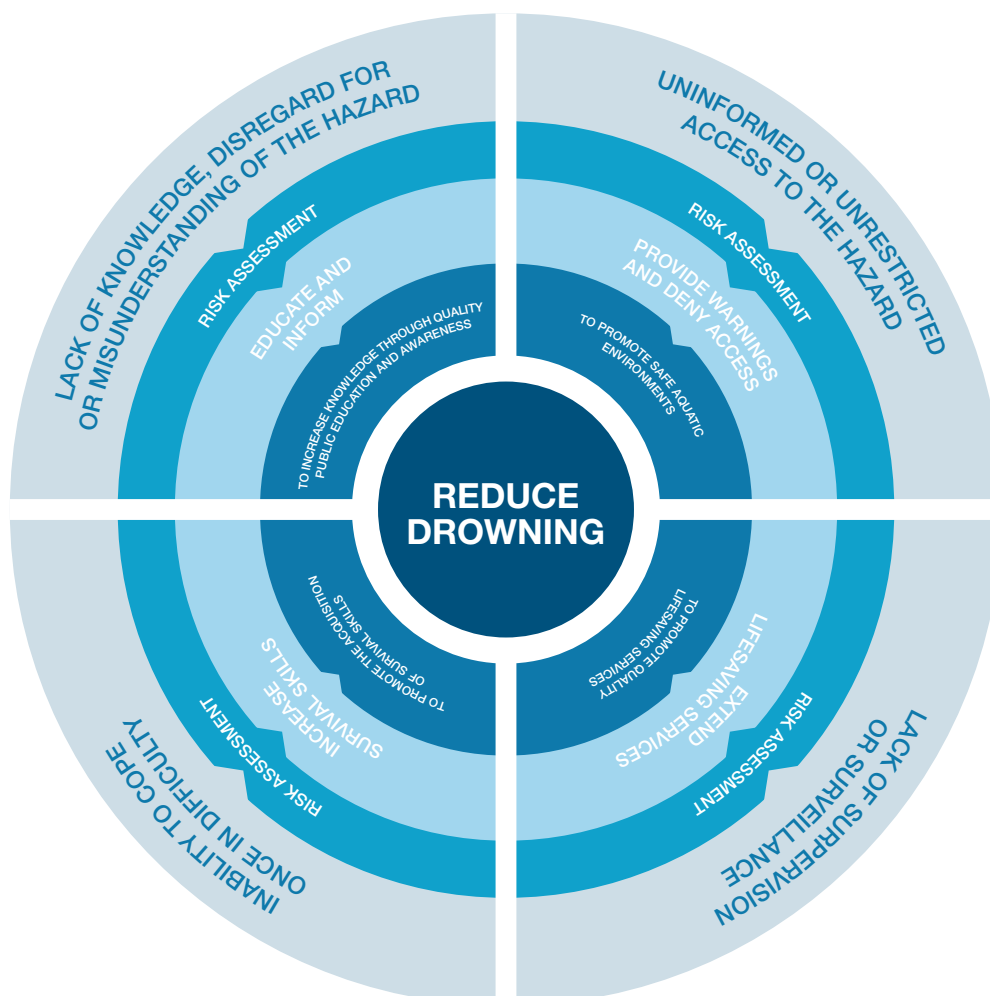 LACK OF KNOWLEDGE, DISREGARD FOR
OR MISUNDERSTANDING OF THE HAZARD
RISK ASSESSMENT
EDUCATE AND
INFORM
TO INCREASE KNOWLEDGE THROUGH QUALITY
PUBLIC EDUCATION AND AWARENESS
UNINFORMED OR UNRESTRICTED
ACCESS TO THE HAZARD
RISK ASSESSMENT
PROVIDE WARNINGS
AND DENY ACCESS
TO PROMOTE SAFE AQUATIC
ENVIRONMENTS
REDUCE
DROWNING
TO PROMOTE THE ACQUISITION
OF SURVIVAL SKILLS
INCREASE
SURVIVAL SKILLS
RISK ASSESSMENT
INABILITY TO COPE
ONCE IN DIFFICULTY
TO PROMOTE QUALITY
LIFESAVING SERVICES
EXTEND
LIFESAVING SERVICES
RISK ASSESSMENT
LACK OF SURPERVISION
OR SURVEILLANCE